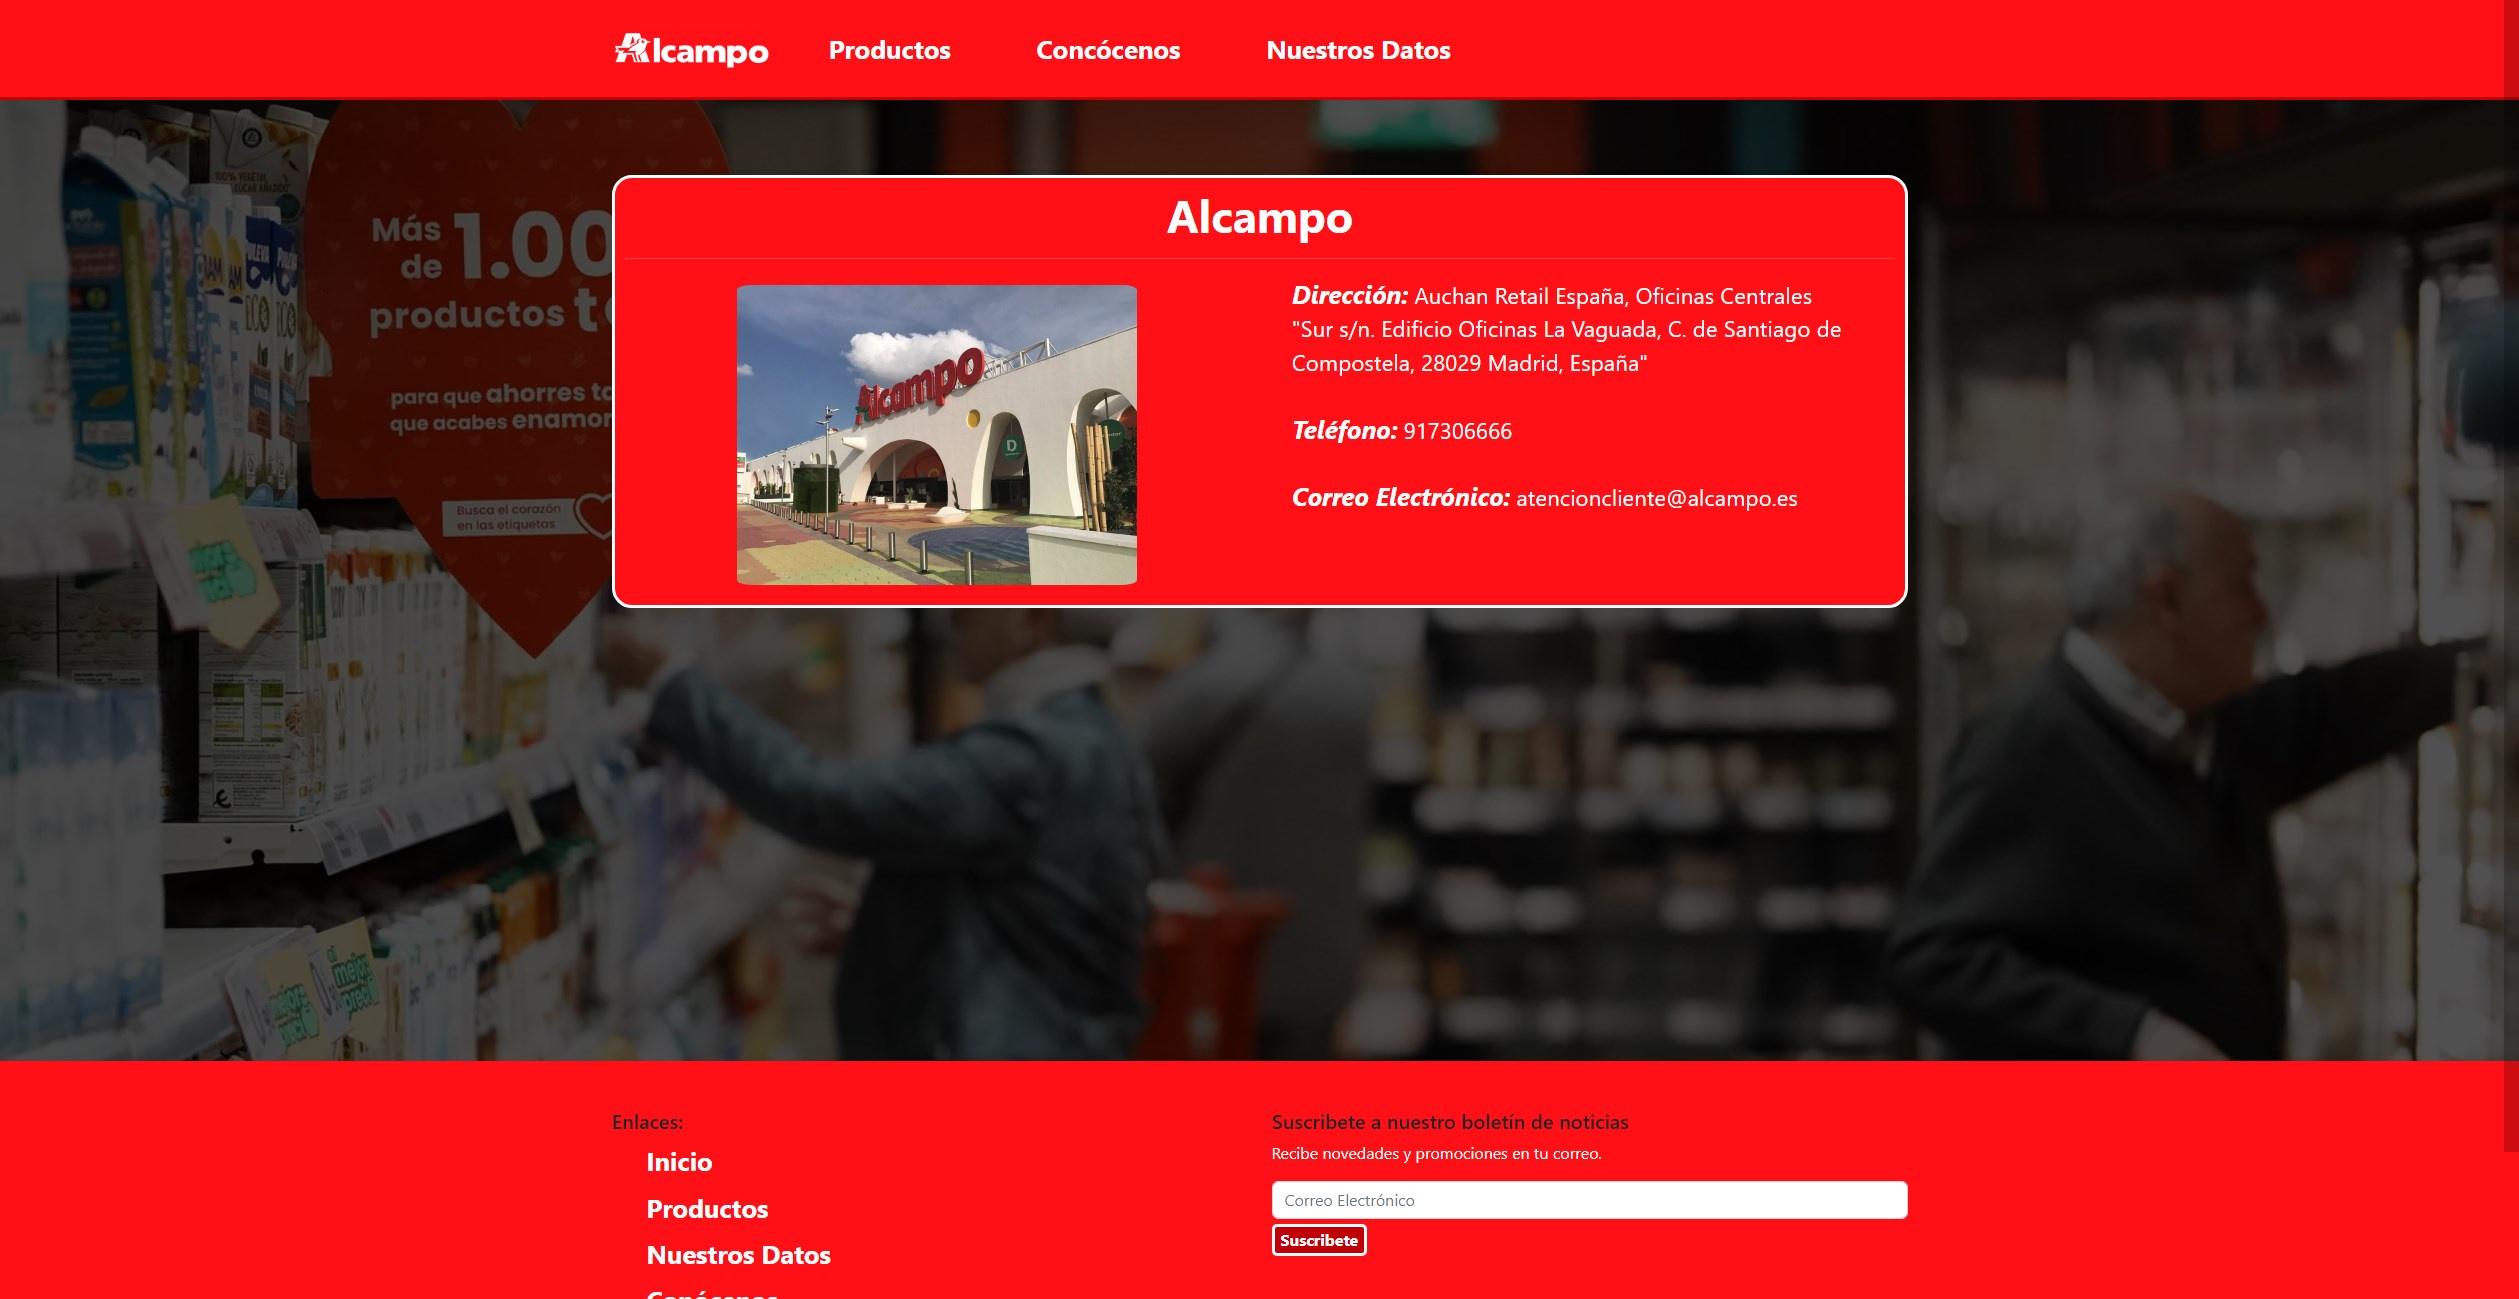 Alcampo
Productos
Concócenos
Nuestros Datos
Más de 1.00
productos
para que ahorres
que acabes
Busca el corazón
en las etiquetas
Alcampo
Alcampo
Dirección: Auchan Retail España, Oficinas Centrales
"Sur s/n. Edificio Oficinas La Vaguada, C. de Santiago de
Compostela, 28029 Madrid, España"
Teléfono: 917306666
Correo Electrónico: atencioncliente@alcampo.es
Enlaces:
Inicio
Productos
Nuestros Datos
Suscribete a nuestro boletín de noticias
Recibe novedades y promociones en tu correo.
Correo Electrónico
Suscribete